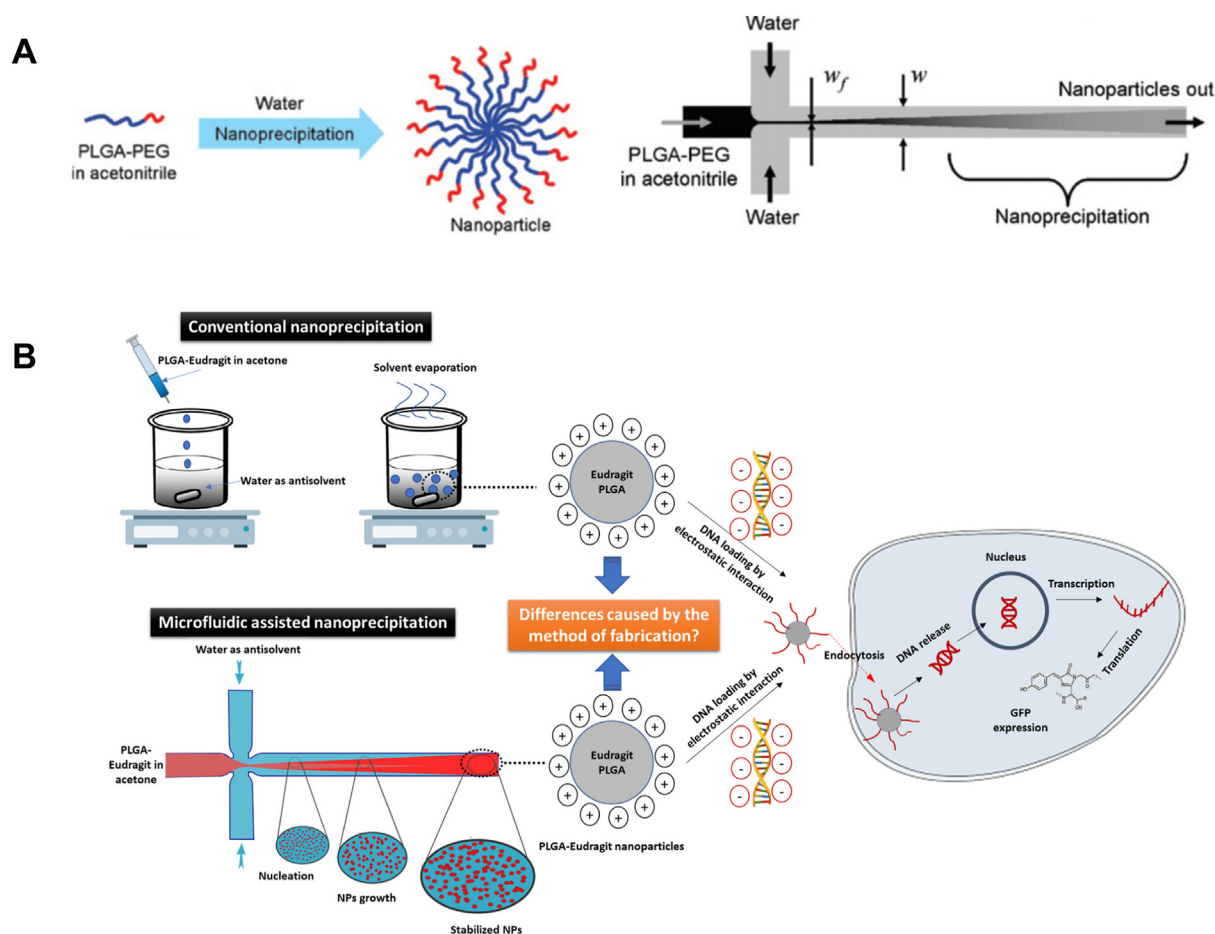 A
PLGA-PEG
in acetonitrile
Water
Nanoprecipitation
Nanoparticle
Water
PLGA-PEG
in acetonitrile
Water
wf
w
Nanoparticles out
Nanoprecipitation
B
Conventional nanoprecipitation
PLGA-Eudragit in acetone
Water as antisolvent
Solvent evaporation
+ + + + + + + + + + + + +
Eudragit
PLGA
- - - - - -
DNA loading by
electrostatic interaction
Differences caused by the
method of fabrication?
Microfluidic assisted nanoprecipitation
Water as antisolvent
PLGA-
Eudragit in
acetone
Nucleation
NPs growth
Stabilized NPs
+ + + + + + + + + + + + +
Eudragit
PLGA
PLGA-Eudragit nanoparticles
DNA loading by
electrostatic interaction
- - - - - -
Endocytosis
DNA release
Nucleus
Transcription
Translation
GFP
expression